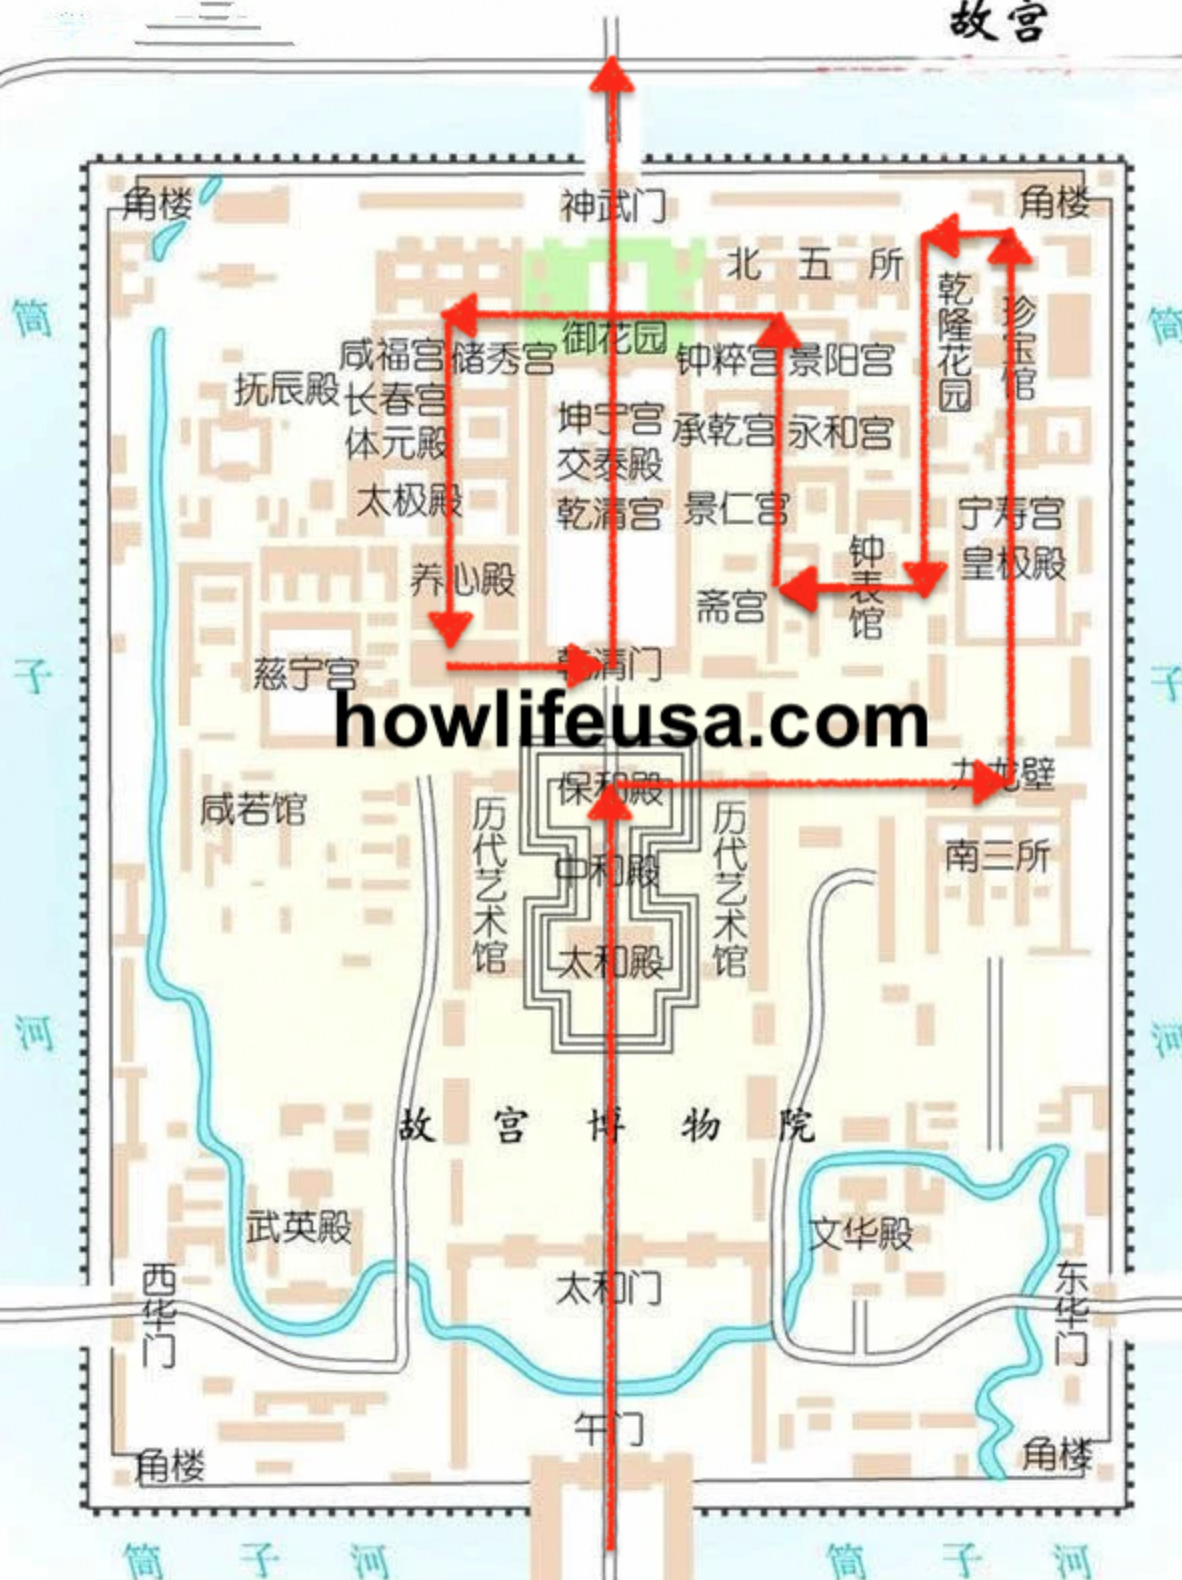 故宫
神武门
角楼
角楼
北五所
乾隆花园
珍宝馆
筒子河
筒子河
御花园
咸福宫
储秀宫
钟粹宫
景阳宫
抚辰殿
长春宫
体元殿
太极殿
坤宁宫
交泰殿
乾清宫
承乾宫
永和宫
景仁宫
宁寿宫
皇极殿
养心殿
斋宫
钟表馆
慈宁宫
乾清门
howlifeusa.com
保和殿
九龙壁
咸若馆
历代艺术馆
历代艺术馆
中和殿
南三所
太和殿
故宫博物院
武英殿
文华殿
西华门
太和门
东华门
午门
角楼
角楼
筒子河
筒子河